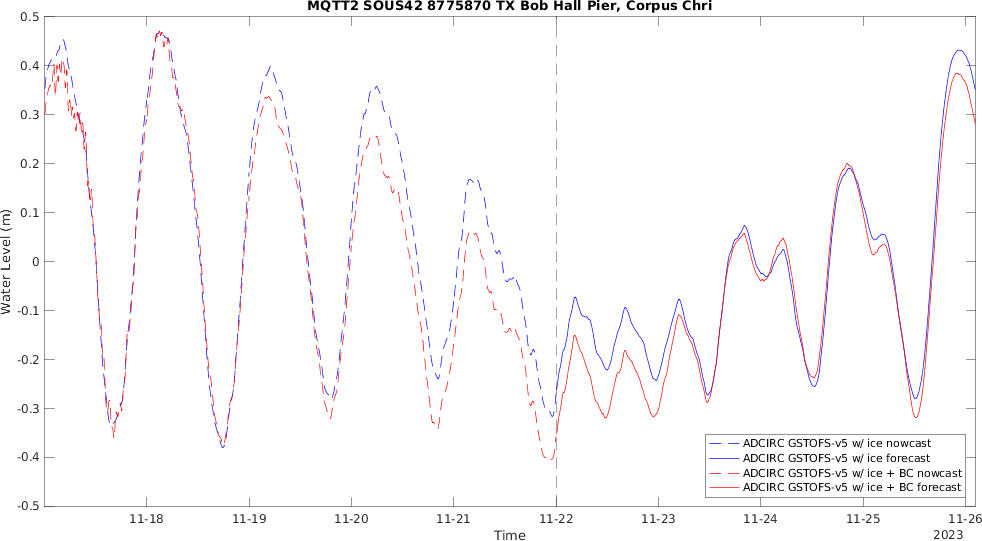 MQTT2 SOUS42 8775870 TX Bob Hall Pier, Corpus Chri
0.5
0.4
0.3
0.2
0.1
0
-0.1
-0.2
-0.3
-0.4
-0.5
Water Level (m)
ADCIRC GSTOFS-v5 w/ ice nowcast
ADCIRC GSTOFS-v5 w/ ice forecast
ADCIRC GSTOFS-v5 w/ ice + BC nowcast
ADCIRC GSTOFS-v5 w/ ice + BC forecast
11-18 11-19 11-20 11-21 11-22 11-23 11-24 11-25 11-26
Time 2023